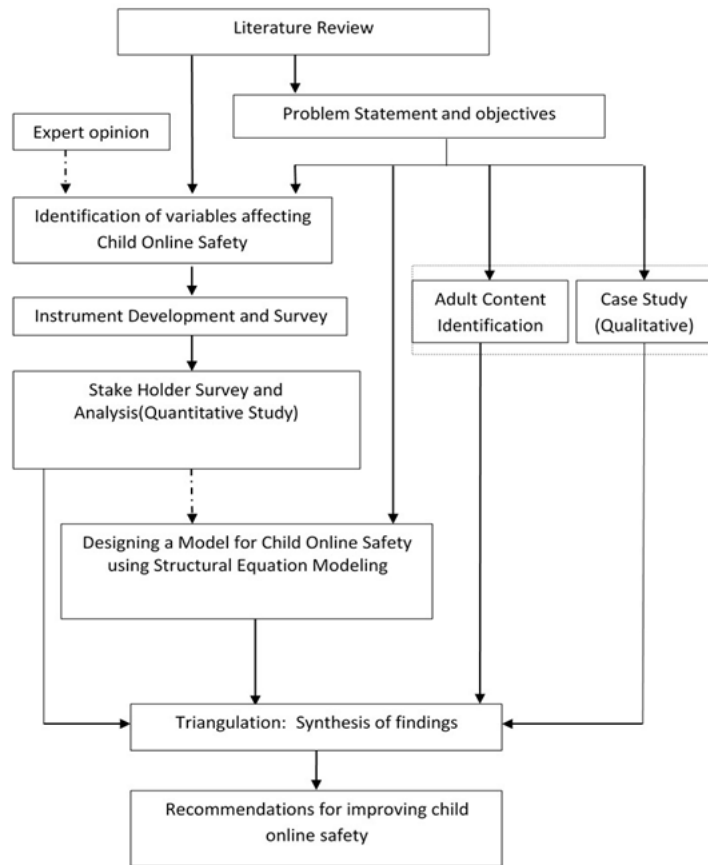 Literature Review
Problem Statement and objectives
Expert opinion
Identification of variables affecting
Child Online Safety
Adult Content
Identification
Case Study
(Qualitative)
Instrument Development and Survey
Stake Holder Survey and
Analysis(Quantitative Study)
Designing a Model for Child Online Safety
using Structural Equation Modeling
Triangulation: Synthesis of findings
Recommendations for improving child
online safety